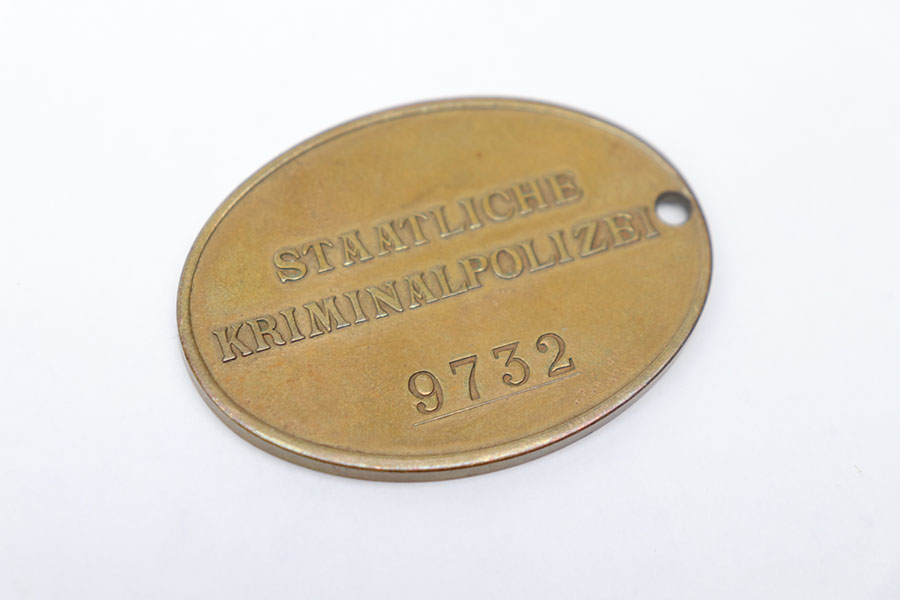 STAATLICHE
KRIMINALPOLIZEI
9732